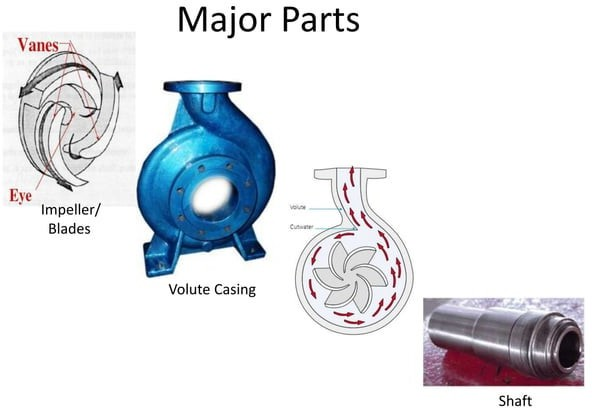 Major Parts
Vanes
Eye
Impeller/
Blades
Volute Casing
Volute
Cutwater
Shaft